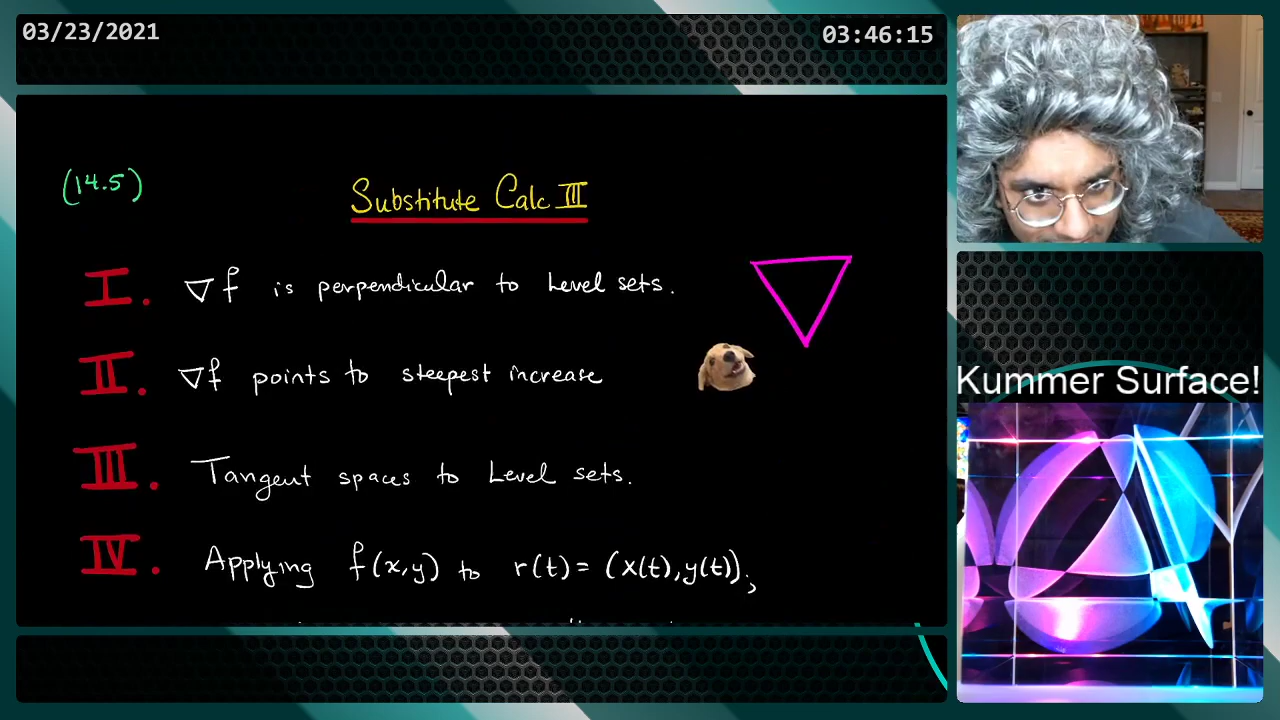 03/23/2021
03:46:15
(14.5)
Substitute Calc III
I. ∇f is perpendicular to Level sets.
II. ∇f points to steepest increase
III. Tangent spaces to Level sets.
IV. Applying f(x,y) to r(t) = (x(t), y(t));
Kummer Surface!